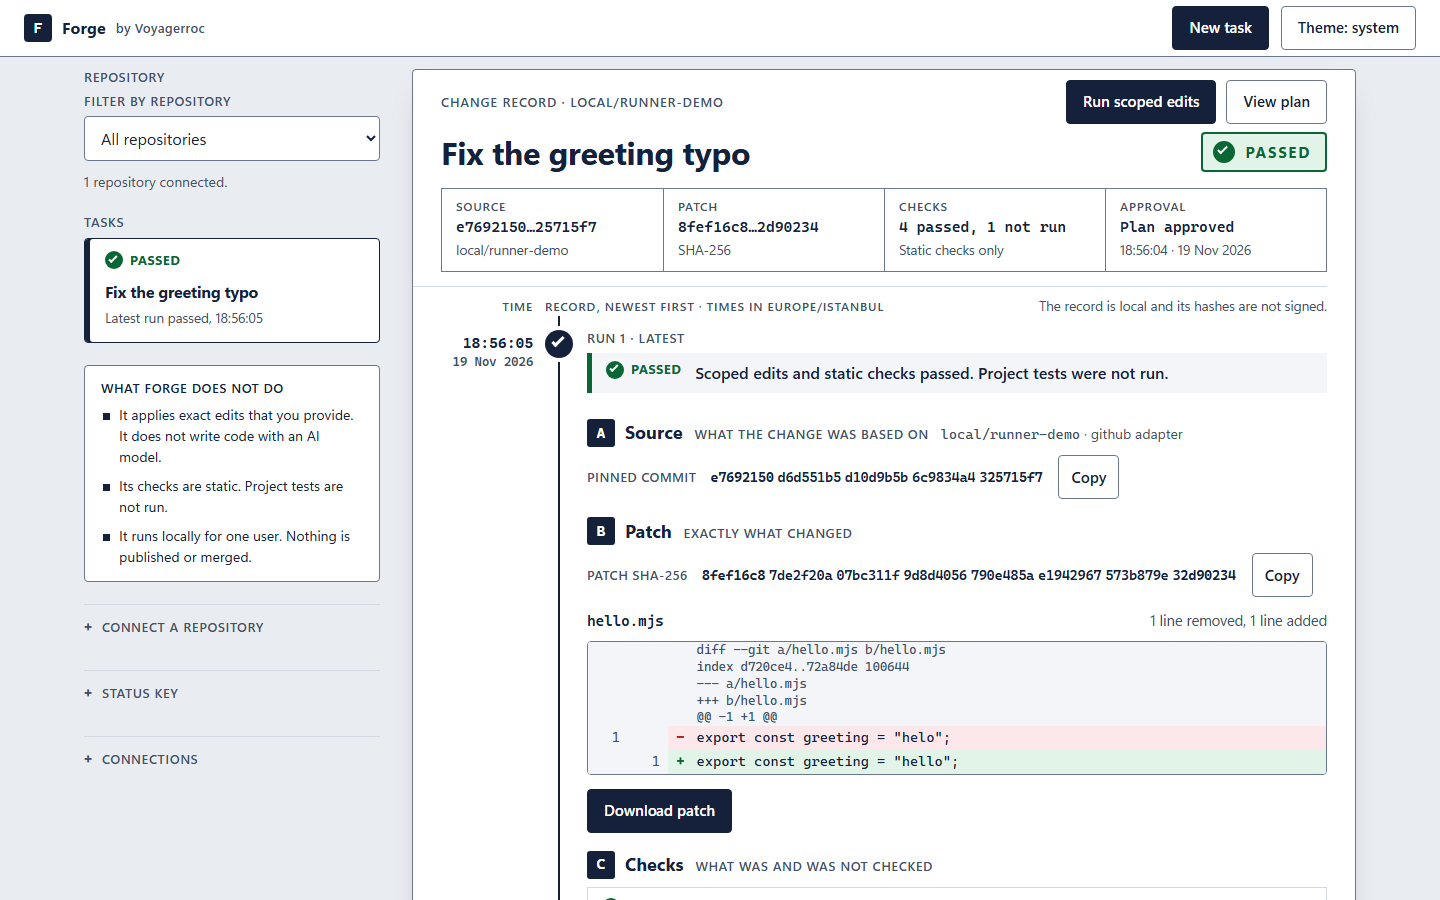 F Forge by Voyagerroc
New task
Theme: system
REPOSITORY
FILTER BY REPOSITORY
All repositories
1 repository connected.
TASKS
PASSED
Fix the greeting typo
Latest run passed, 18:56:05
WHAT FORGE DOES NOT DO
It applies exact edits that you provide.
It does not write code with an AI
model.
Its checks are static. Project tests are
not run.
It runs locally for one user. Nothing is
published or merged.
+ CONNECT A REPOSITORY
+ STATUS KEY
+ CONNECTIONS
CHANGE RECORD · LOCAL/RUNNER-DEMO
Run scoped edits
View plan
Fix the greeting typo
PASSED
SOURCE
e7692150…25715f7
local/runner-demo
PATCH
8fef16c8…2d90234
SHA-256
CHECKS
4 passed, 1 not run
Static checks only
APPROVAL
Plan approved
18:56:04 · 19 Nov 2026
TIME RECORD, NEWEST FIRST · TIMES IN EUROPE/ISTANBUL
The record is local and its hashes are not signed.
18:56:05
19 Nov 2026
RUN 1 · LATEST
PASSED Scoped edits and static checks passed. Project tests were not run.
A Source WHAT THE CHANGE WAS BASED ON local/runner-demo · github adapter
PINNED COMMIT e7692150 d6d551b5 d10d9b5b 6c9834a4 325715f7 Copy
B Patch EXACTLY WHAT CHANGED
PATCH SHA-256 8fef16c8 7de2f20a 07bc311f 9d8d4056 790e485a e1942967 573b879e 32d90234 Copy
hello.mjs 1 line removed, 1 line added
diff --git a/hello.mjs b/hello.mjs
index d720ce4..72a84de 100644
--- a/hello.mjs
+++ b/hello.mjs
@@ -1 +1 @@
1 - export const greeting = "helo";
1 + export const greeting = "hello";
Download patch
C Checks WHAT WAS AND WAS NOT CHECKED